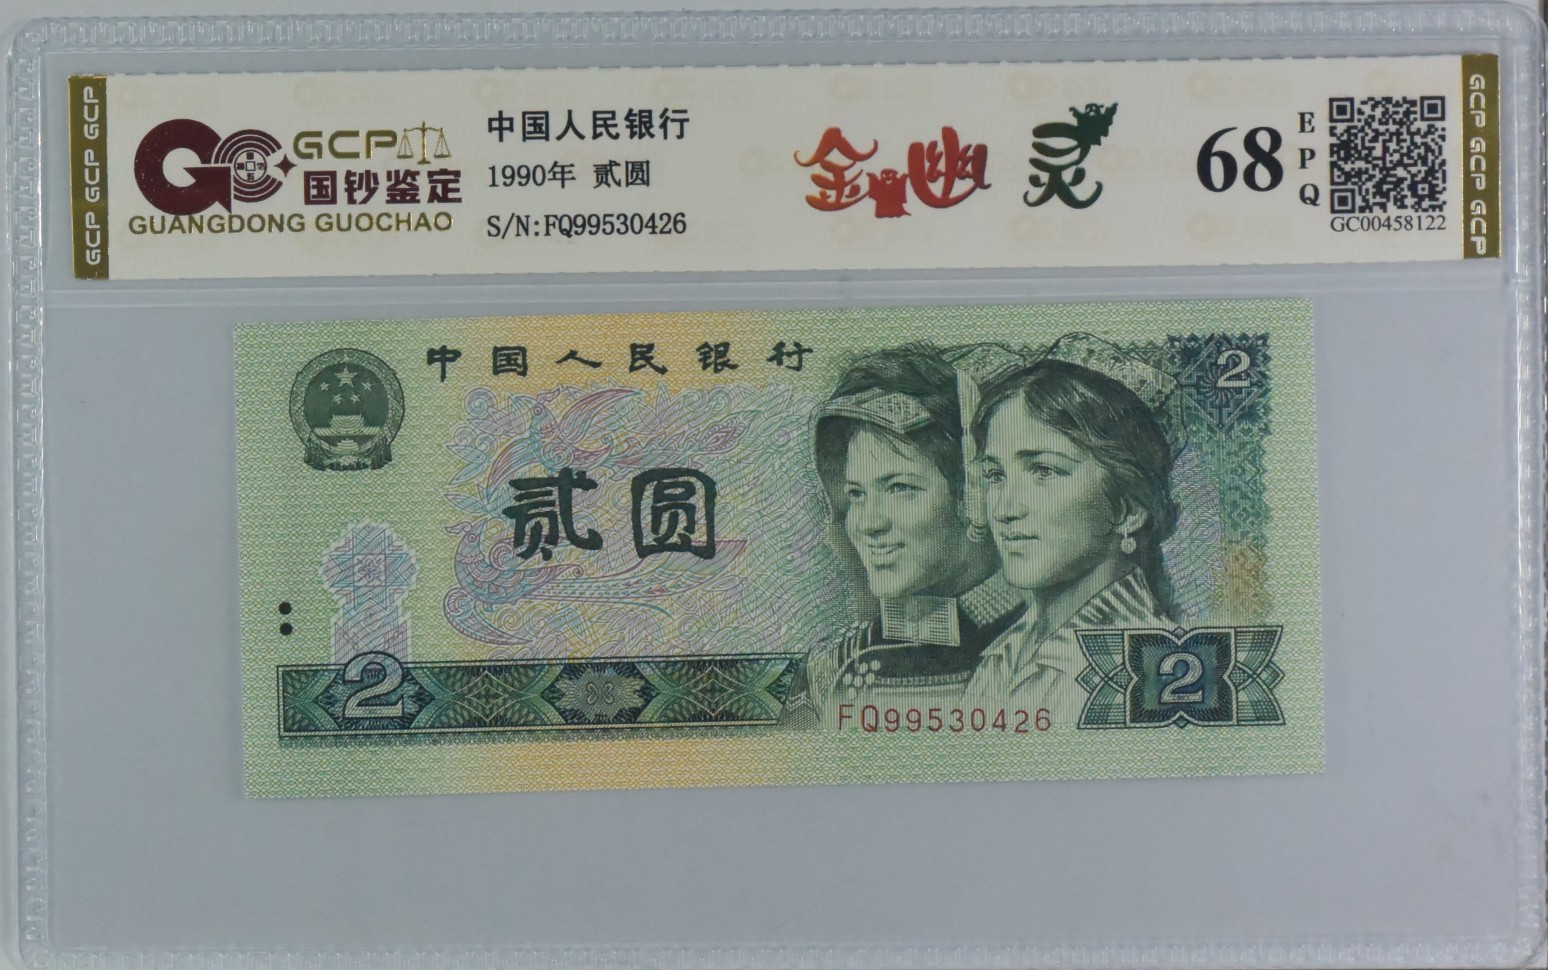 GCP GCP GCP
GCP
国钞鉴定
GUANGDONG GUOCHAO
中国人民银行
1990年 贰圆
S/N:FQ99530426
金幽灵
68
EPQ
GC00458122
GCP GCP GCP
中国人民银行
2
贰圆
2
2
FQ99530426